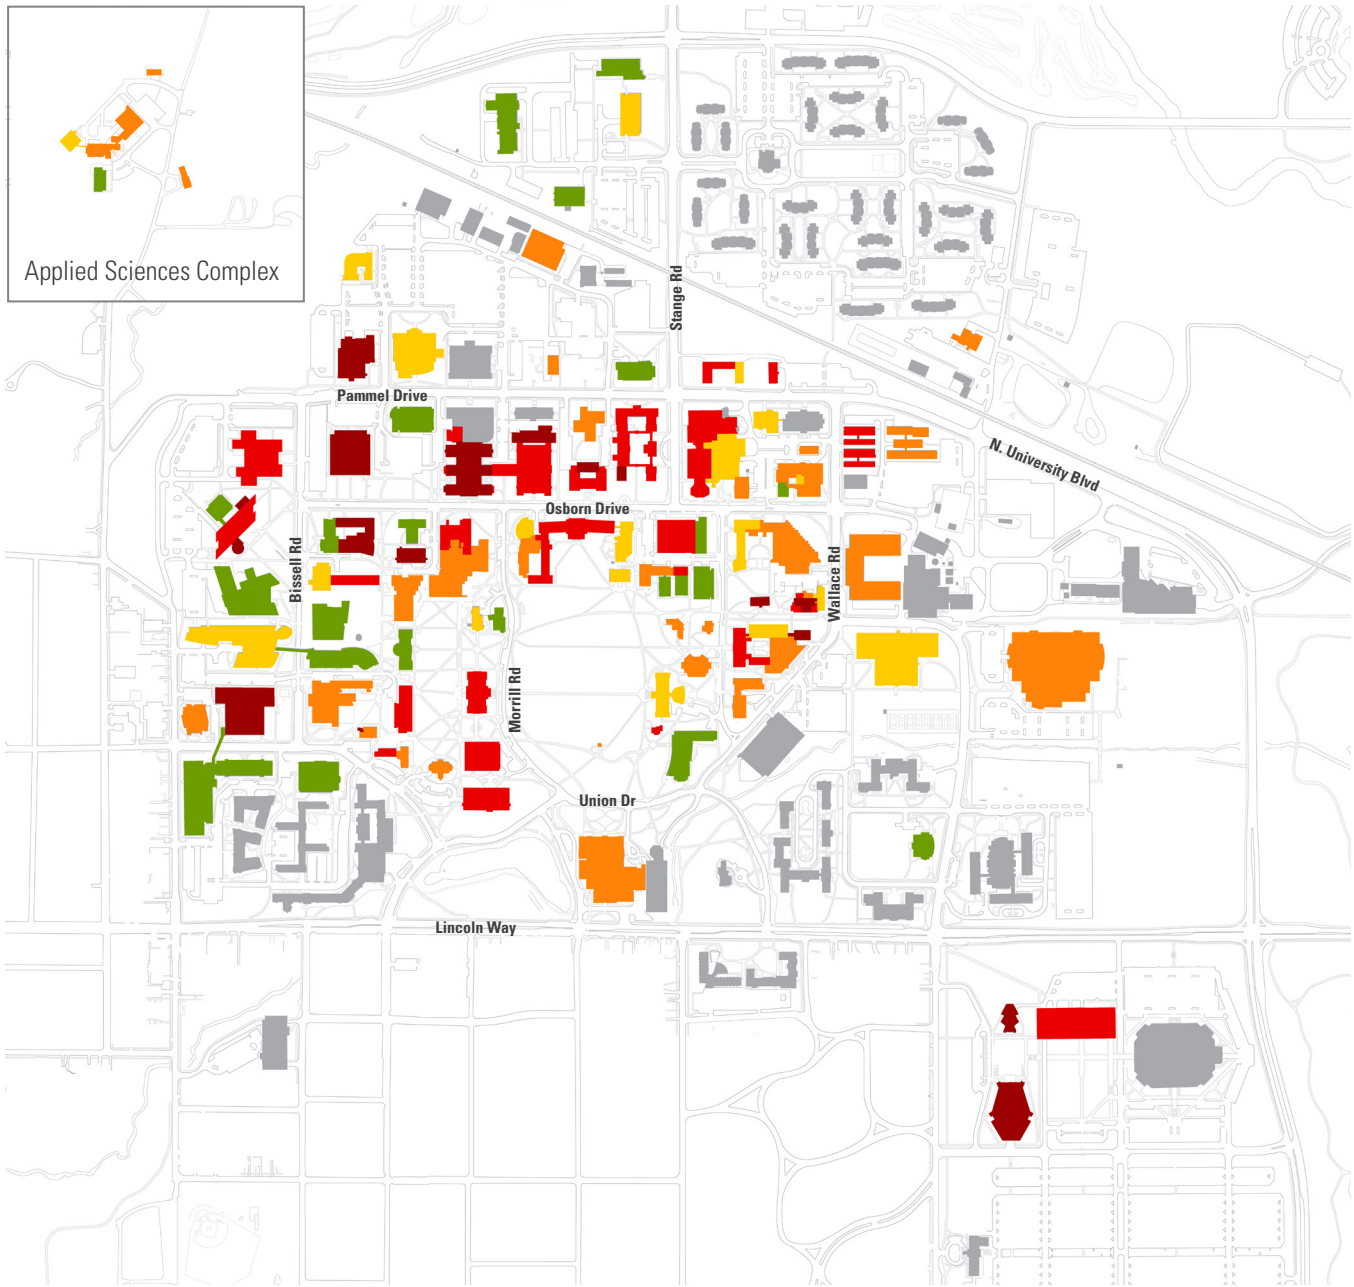 Applied Sciences Complex
Stange Rd
Pammel Drive
N. University Blvd
Osborn Drive
Bissell Rd
Wallace Rd
Morrill Rd
Union Dr
Lincoln Way